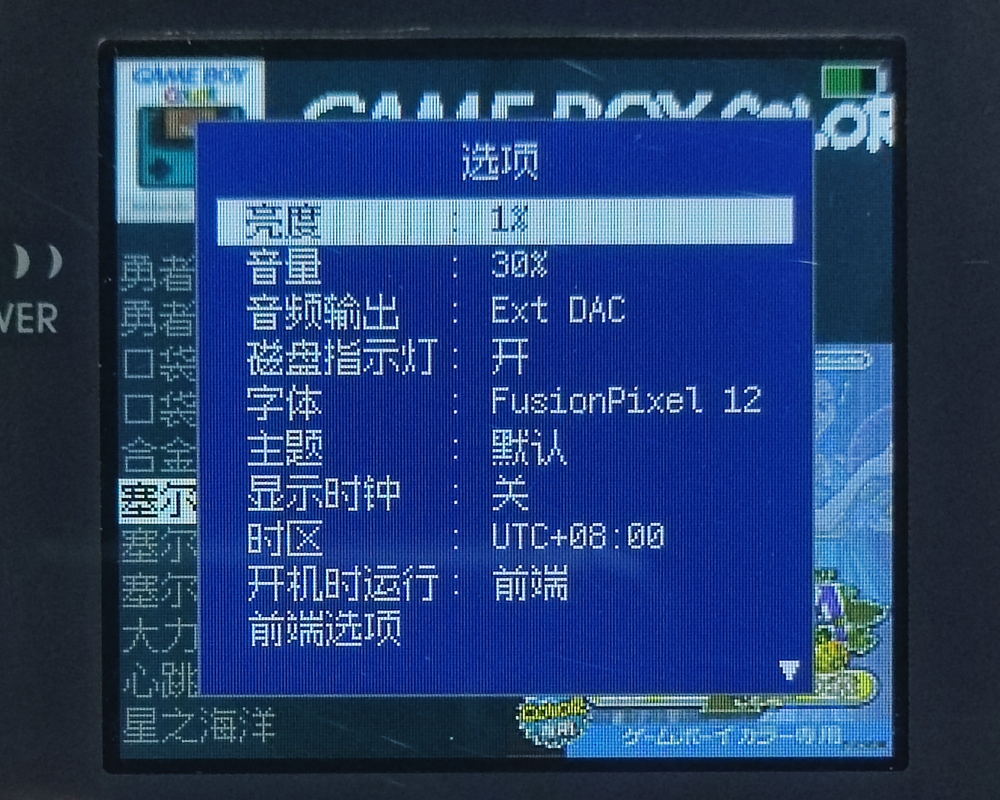 GAME BOY
COLOR
GAME BOY COLOR
选项
亮度 : 1%
音量 : 30%
音频输出 : Ext DAC
磁盘指示灯 : 开
字体 : FusionPixel 12
主题 : 默认
显示时钟 : 关
时区 : UTC+08:00
开机时运行 : 前端
前端选项
VER
勇者
勇者
口袋
口袋
合金
塞尔
塞尔
塞尔
大力
心跳
星之海洋
専用
ゲームボーイカラー専用